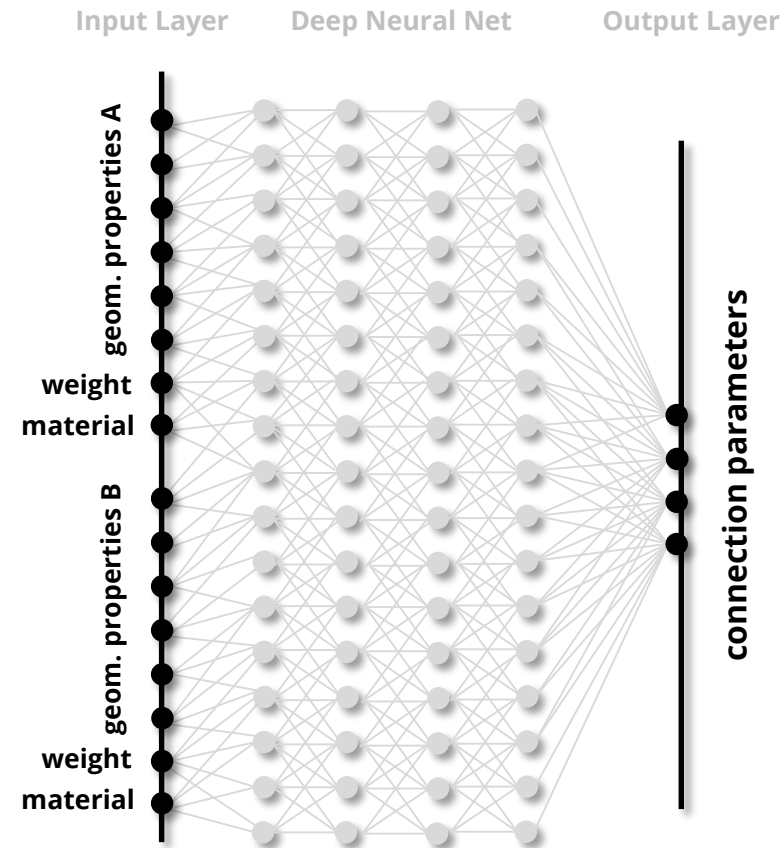 Input Layer
Deep Neural Net
Output Layer
geom. properties A
weight
material
geom. properties B
weight
material
connection parameters